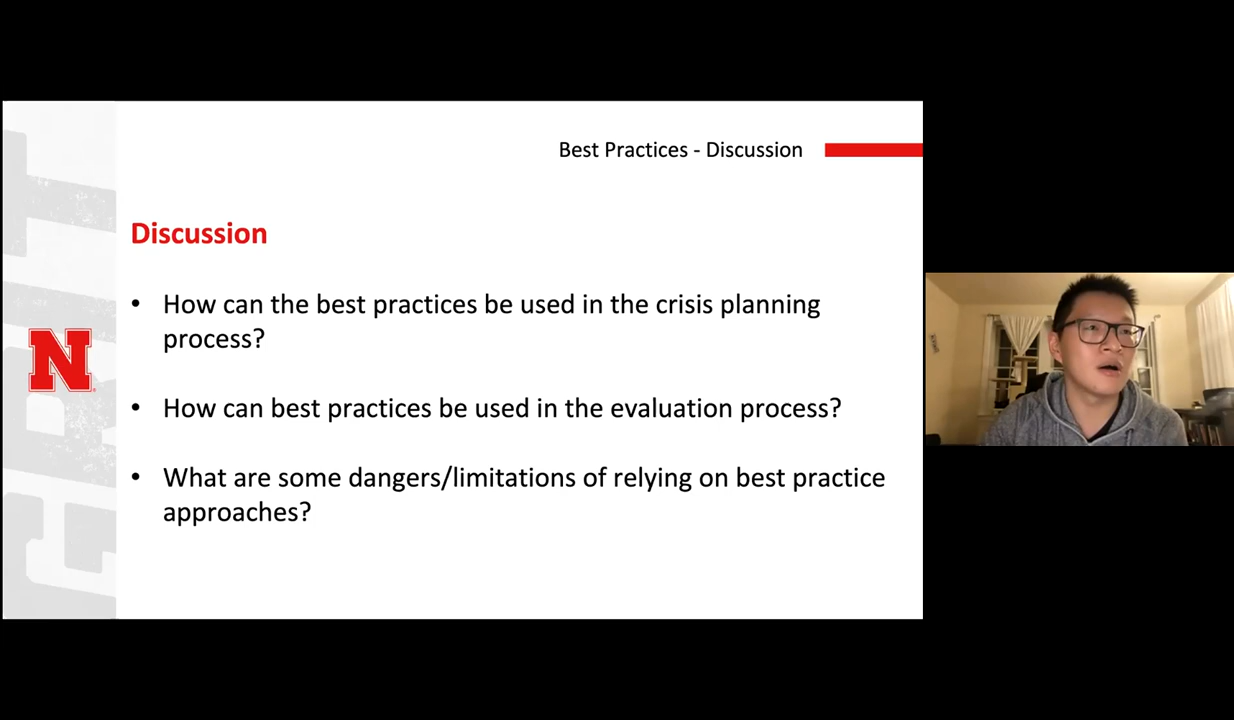 Best Practices - Discussion
Discussion
• How can the best practices be used in the crisis planning
process?
• How can best practices be used in the evaluation process?
• What are some dangers/limitations of relying on best practice
approaches?
N
GRIT